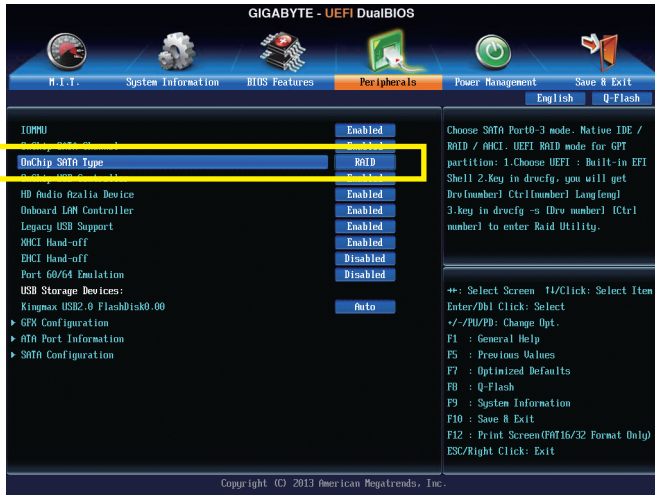 GIGABYTE - UEFI DualBIOS
M.I.T. System Information BIOS Features Peripherals Power Management Save & Exit
English Q-Flash
IOMMU Enabled
OnChip SATA Channel Enabled
OnChip SATA Type RAID
OnChip USB Controller Enabled
HD Audio Azalia Device Enabled
Onboard LAN Controller Enabled
Legacy USB Support Enabled
XHCI Hand-off Enabled
EHCI Hand-off Disabled
Port 60/64 Emulation Disabled
USB Storage Devices:
Kingmax USB2.0 FlashDisk0.00 Auto
GFX Configuration
ATA Port Information
SATA Configuration
Choose SATA Port0-3 mode. Native IDE /
RAID / AHCI. UEFI RAID mode for GPT
partition: 1.Choose UEFI : Built-in EFI
Shell 2.Key in drvcfg, you will get
Drv[number] Ctrl[number] Lang[eng]
3.key in drvcfg -s [Drv number] [Ctrl
number] to enter Raid Utility.
→←: Select Screen ↑↓/Click: Select Item
Enter/Dbl Click: Select
+/-/PU/PD: Change Opt.
F1 : General Help
F5 : Previous Values
F7 : Optimized Defaults
F8 : Q-Flash
F9 : System Information
F10 : Save & Exit
F12 : Print Screen(FAT16/32 Format Only)
ESC/Right Click: Exit
Copyright (C) 2013 American Megatrends, Inc.